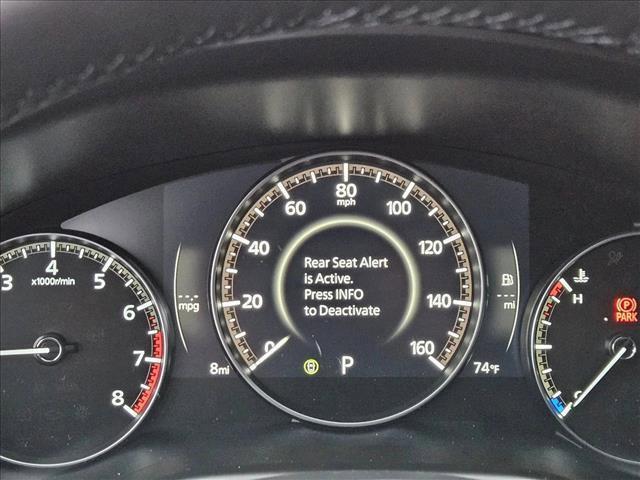 80
mph
60
100
40
120
20
140
0
160
Rear Seat Alert
is Active.
Press INFO
to Deactivate
3
4
5
6
7
8
x1000r/min
--- mpg
--- mi
8mi
P
74°F
H
C
(P)
PARK